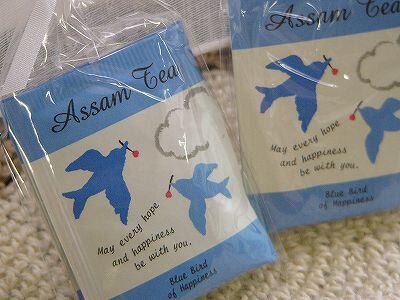 Assam Tea
May every hope
and happiness
be with you.
Blue Bird
of Happiness
Assam Tea
May every hope
and happiness
be with you.
Blue Bird
of Happiness